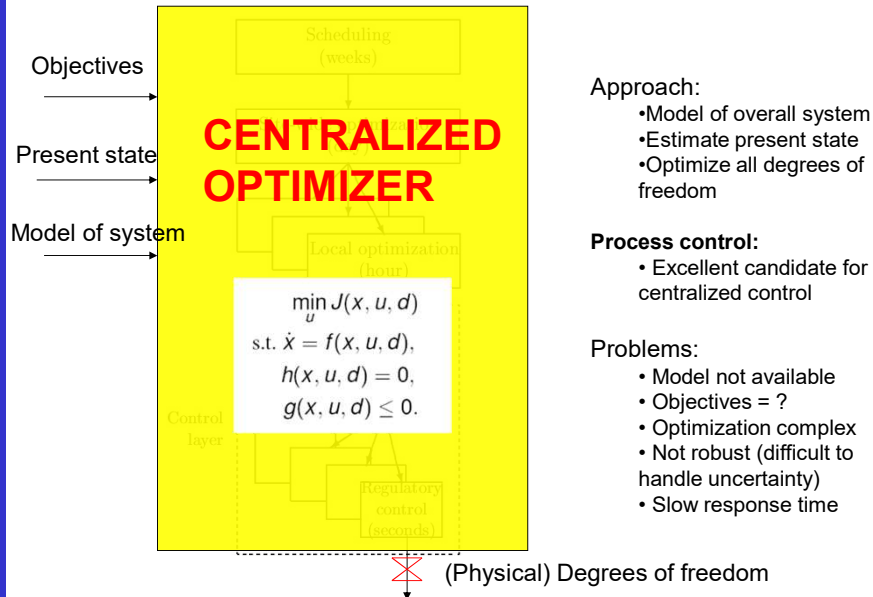 Objectives
Present state
Model of system
Scheduling
(weeks)
CENTRALIZED
OPTIMIZER
Local optimization
(hour)
min J(x, u, d)
u
s.t. ẋ = f(x, u, d),
h(x, u, d) = 0,
g(x, u, d) ≤ 0.
Control
layer
Regulatory
control
(seconds)
(Physical) Degrees of freedom
Approach:
•Model of overall system
•Estimate present state
•Optimize all degrees of
freedom
Process control:
• Excellent candidate for
centralized control
Problems:
• Model not available
• Objectives = ?
• Optimization complex
• Not robust (difficult to
handle uncertainty)
• Slow response time